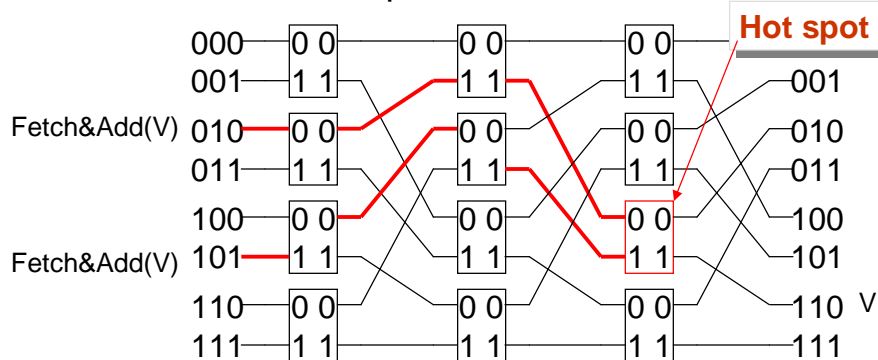 Hot spot
000 0 0 0 0 0 0
001 1 1 1 1 1 1 001
Fetch&Add(V) 010 0 0 0 0 0 0 010
011 1 1 1 1 1 1 011
100 0 0 0 0 0 0 100
Fetch&Add(V) 101 1 1 1 1 1 1 101
110 0 0 0 0 0 0 110 V
111 1 1 1 1 1 1 111